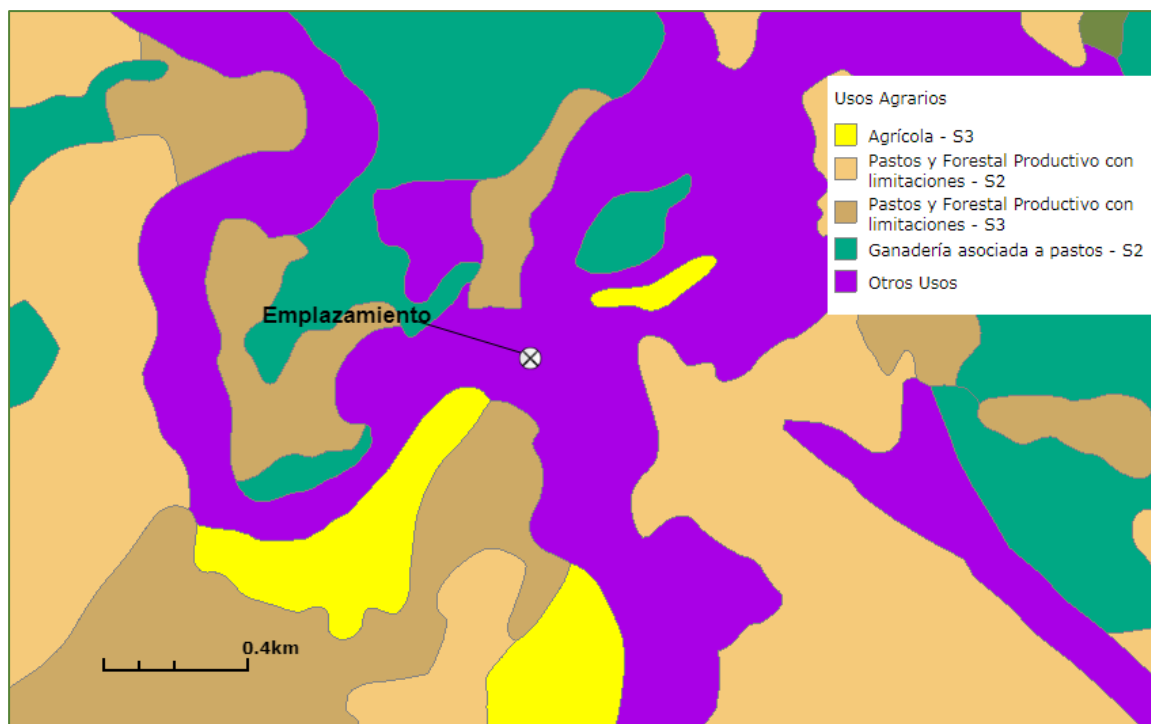 Usos Agrarios
Agrícola - S3
Pastos y Forestal Productivo con
limitaciones - S2
Pastos y Forestal Productivo con
limitaciones - S3
Ganadería asociada a pastos - S2
Otros Usos
Emplazamiento
0.4km